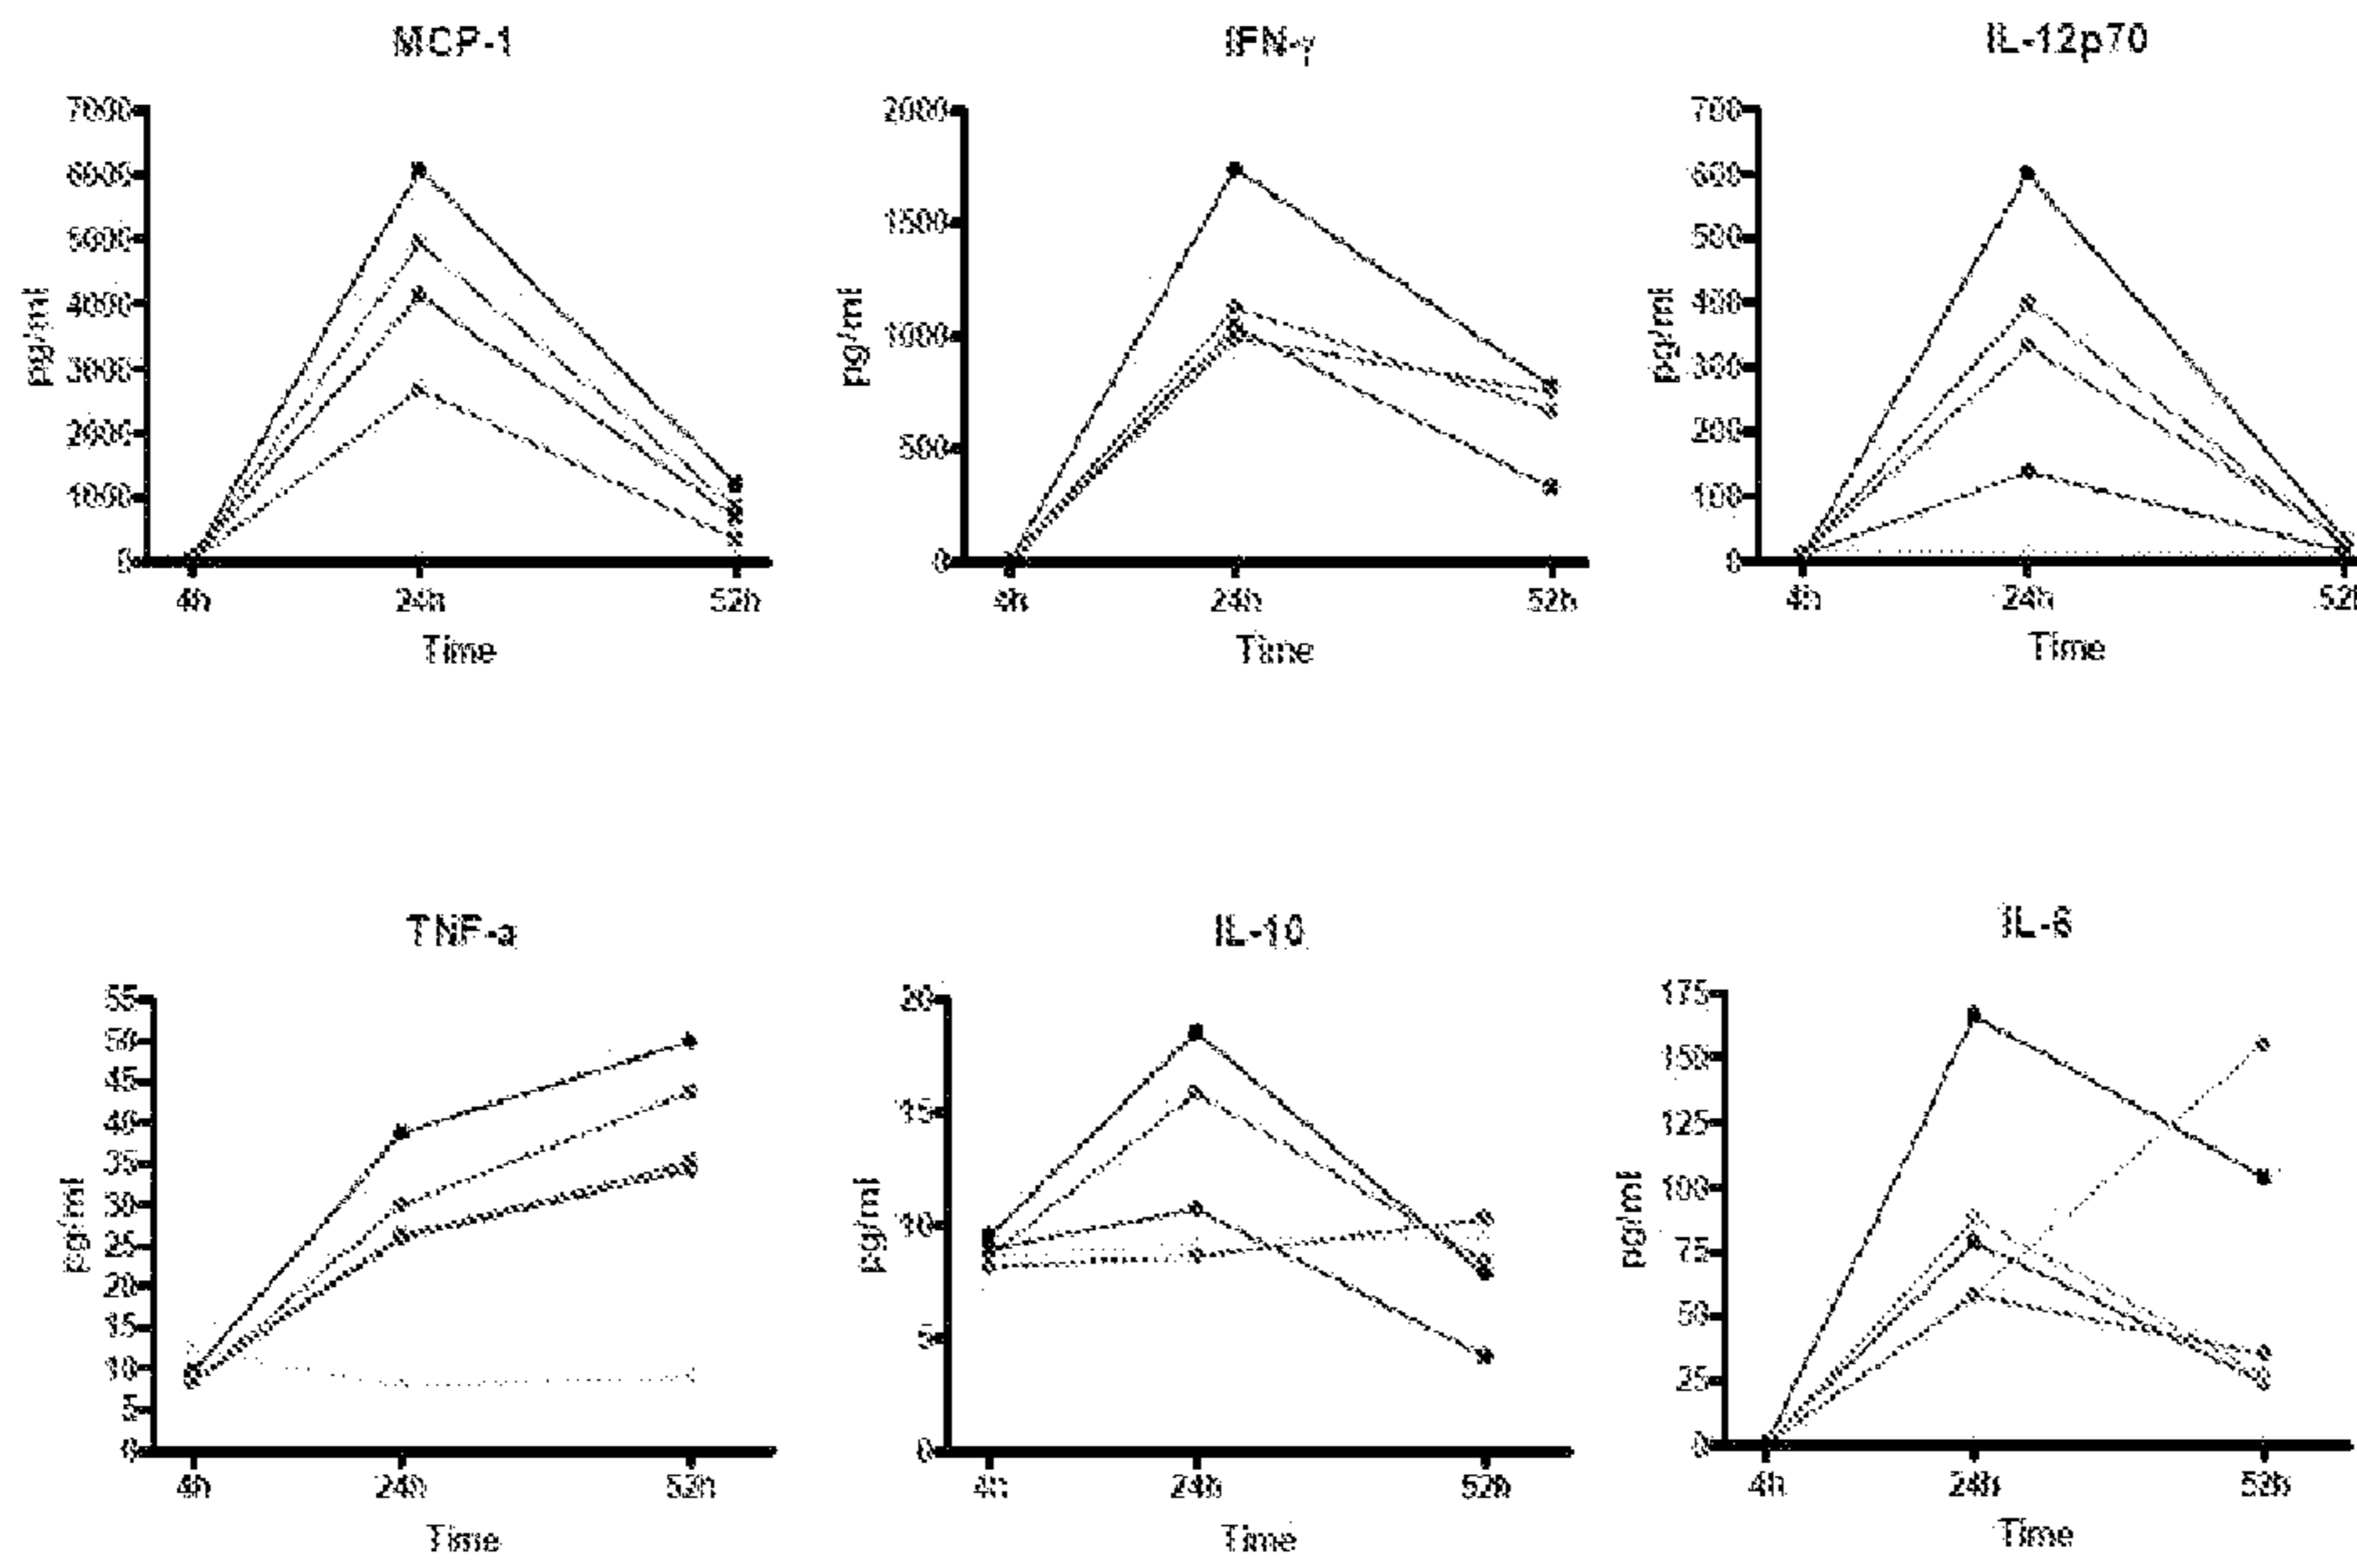 MCP-1
7000
6000
5000
4000
3000
2000
1000
0
pg/ml
4h
24h
52h
Time
IFN-γ
2000
1500
1000
500
0
pg/ml
4h
24h
52h
Time
IL-12p70
700
600
500
400
300
200
100
0
pg/ml
4h
24h
52h
Time
TNF-a
55
50
45
40
35
30
25
20
15
10
5
0
pg/ml
4h
24h
52h
Time
IL-10
20
15
10
5
0
pg/ml
4h
24h
52h
Time
IL-6
175
150
125
100
75
50
25
0
pg/ml
4h
24h
52h
Time